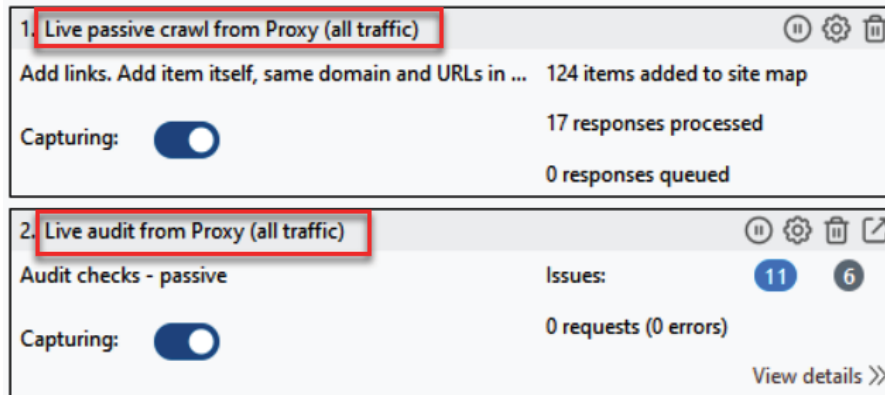 1. Live passive crawl from Proxy (all traffic)
Add links. Add item itself, same domain and URLs in ... 124 items added to site map
Capturing: 17 responses processed
0 responses queued
2. Live audit from Proxy (all traffic)
Audit checks - passive Issues: 11 6
0 requests (0 errors)
Capturing:
View details